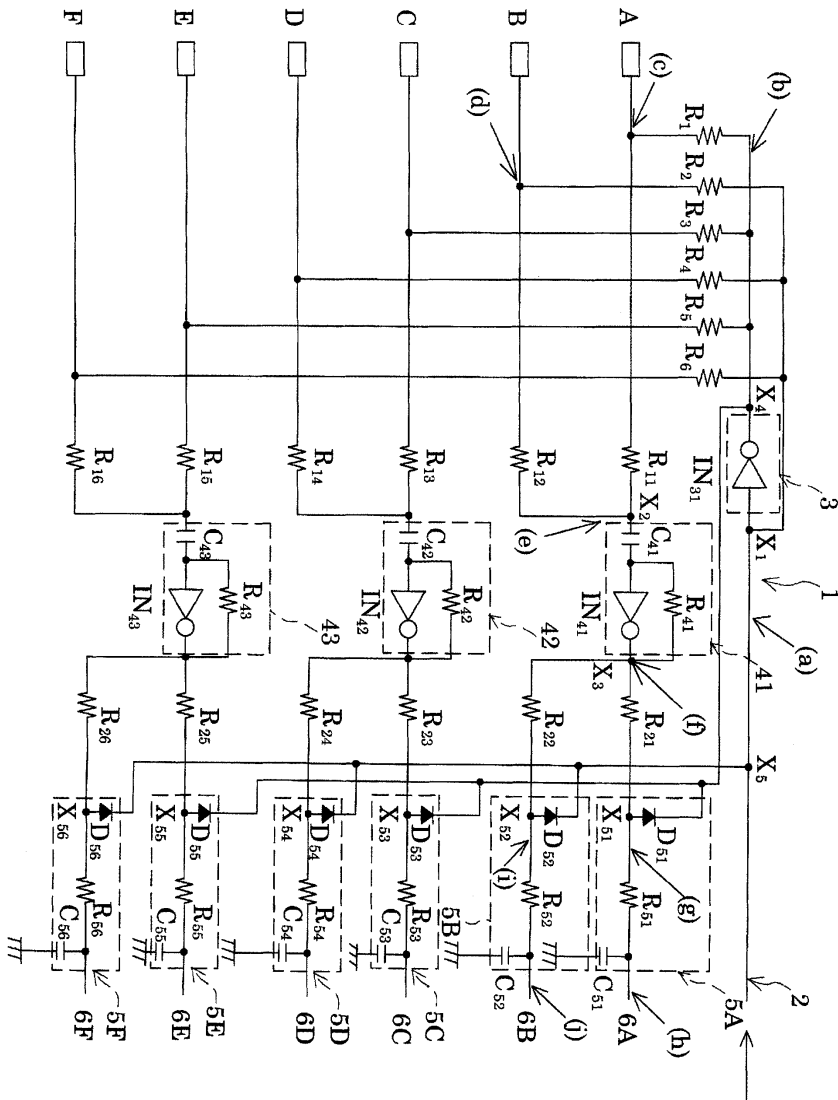 A
B
C
D
E
F
(b)
(c)
(d)
R1
R2
R3
R4
R5
R6
X4
IN31
3
X1
1
(a)
X5
2
R11
R12
R13
R14
R15
R16
X2
(e)
C41
R41
IN41
41
X3
(f)
C42
R42
IN42
42
C43
R43
IN43
43
R21
R22
R23
R24
R25
R26
X51
D51
R51
(g)
C51
5A
6A
(h)
X52
D52
(i)
R52
5B
C52
6B
(j)
X53
D53
R53
C53
5C
6C
X54
D54
R54
C54
5D
6D
X55
D55
R55
C55
5E
6E
X56
D56
R56
C56
5F
6F